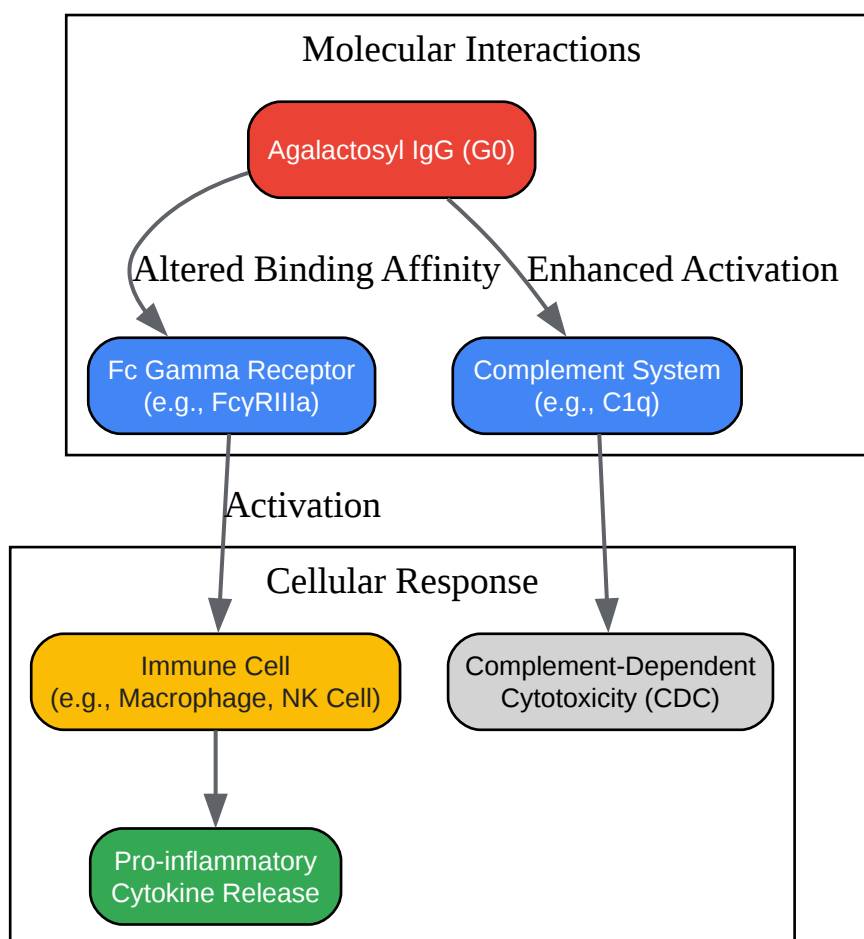 Molecular Interactions
Agalactosyl IgG (G0)
Altered Binding Affinity
Enhanced Activation
Fc Gamma Receptor
(e.g., FcγRIIIa)
Complement System
(e.g., C1q)
Activation
Cellular Response
Immune Cell
(e.g., Macrophage, NK Cell)
Complement-Dependent
Cytotoxicity (CDC)
Pro-inflammatory
Cytokine Release